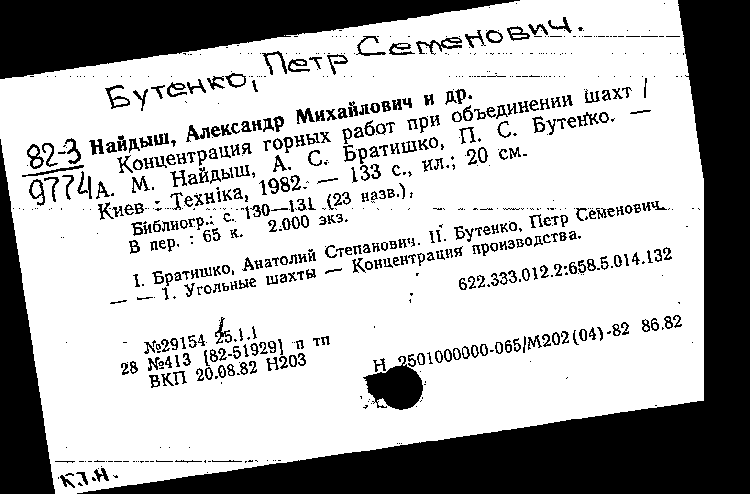 Бутенко, Петр Семенович.
82-3
9774
Найдыш, Александр Михайлович и др.
Концентрация горных работ при объединении шахт /
А. М. Найдыш, А. С. Братишко, П. С. Бутенко. —
Киев : Техніка, 1982. — 133 с., ил.; 20 см.
Библиогр.: с. 130—131 (23 назв.).
В пер. : 65 к. 2.000 экз.
I. Братишко, Анатолий Степанович. II. Бутенко, Петр Семенович.
— — 1. Угольные шахты — Концентрация производства.
622.333.012.2:658.5.014.132
№29154 25.1.1
28 №413 [82-51929] п тп
ВКП 20.08.82 Н203
Н 2501000000-065/М202(04)-82 86.82